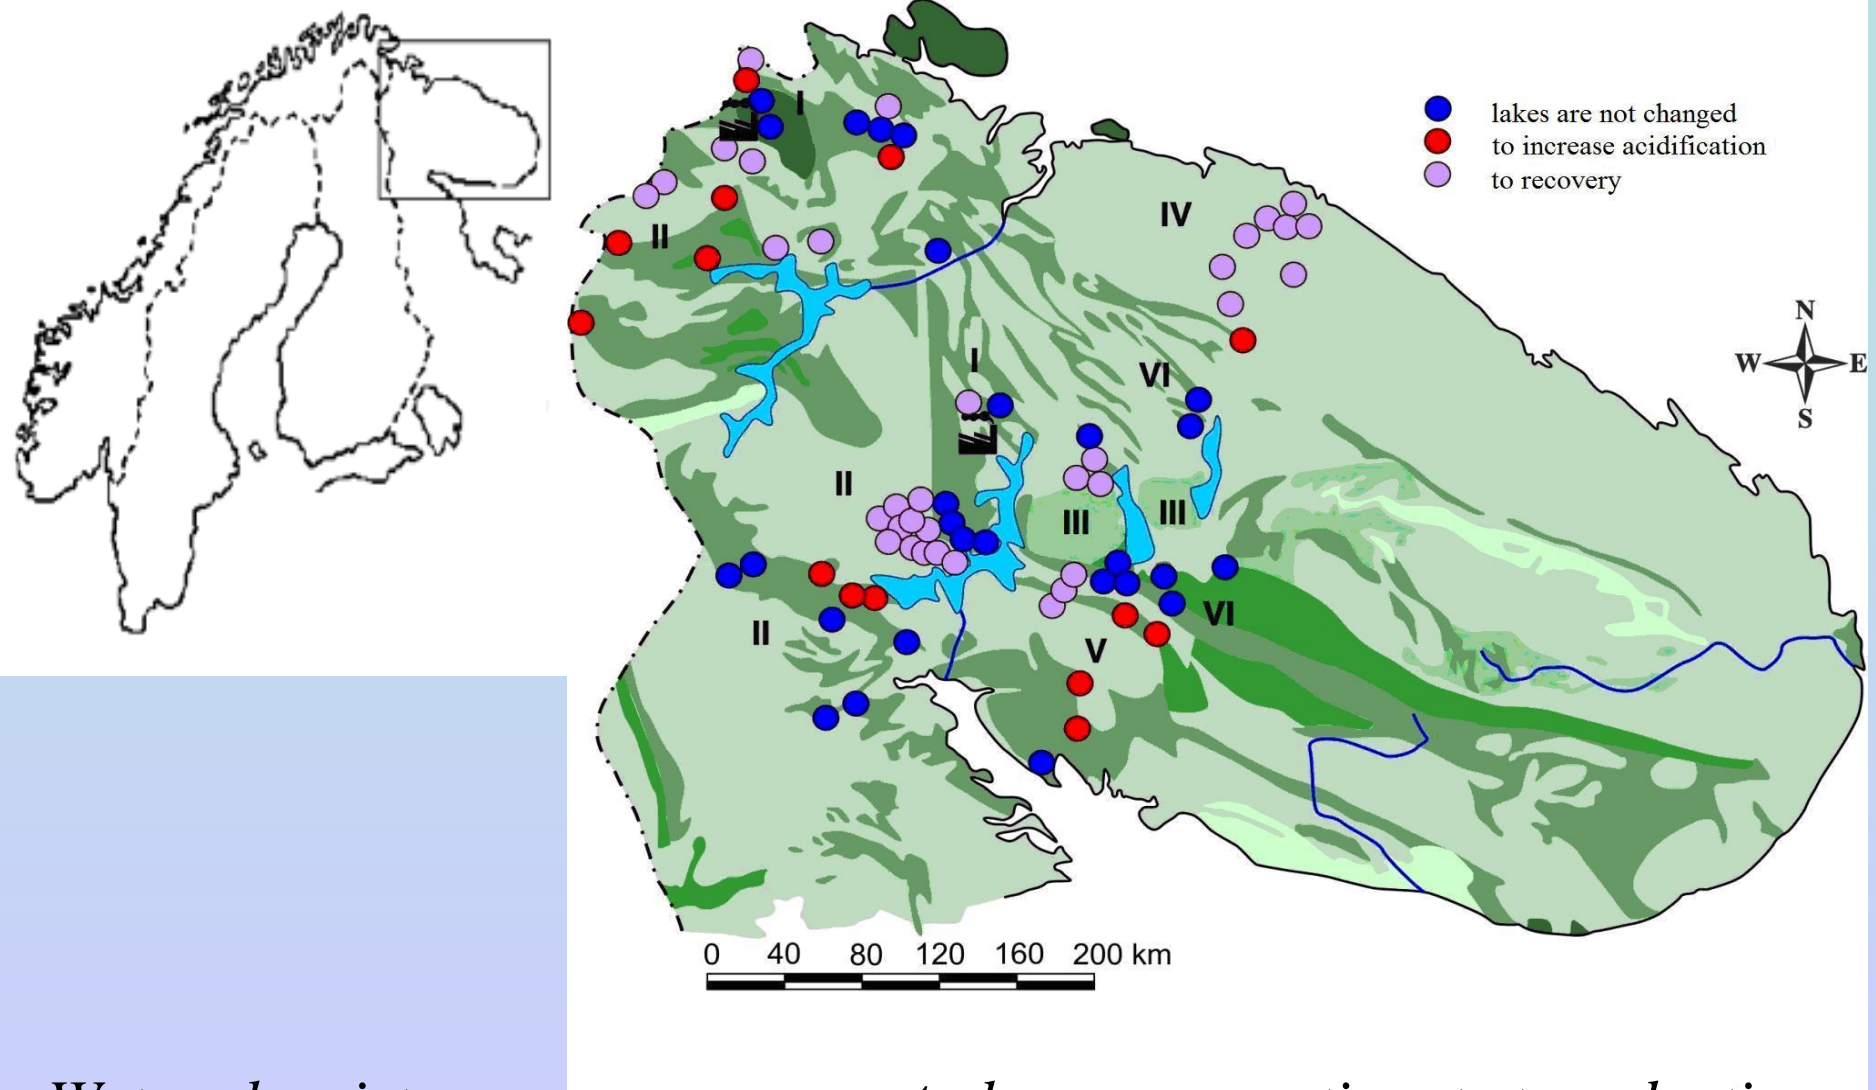 I
II
IV
I
VI
II
III
III
II
VI
V
lakes are not changed
to increase acidification
to recovery
N
W E
S
0 40 80 120 160 200 km